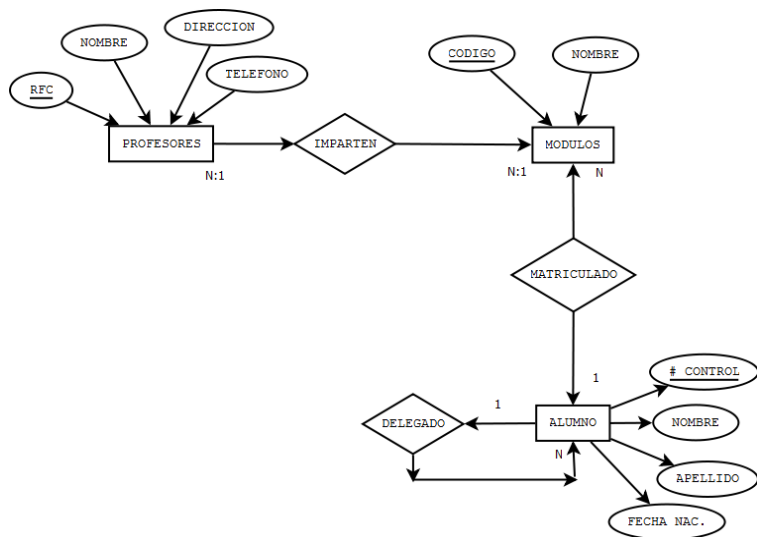 DIRECCION
NOMBRE
CODIGO
NOMBRE
TELEFONO
RFC
PROFESORES
IMPARTEN
MODULOS
N:1
N:1
N
MATRICULADO
# CONTROL
1
1
DELEGADO
ALUMNO
NOMBRE
N
APELLIDO
FECHA NAC.